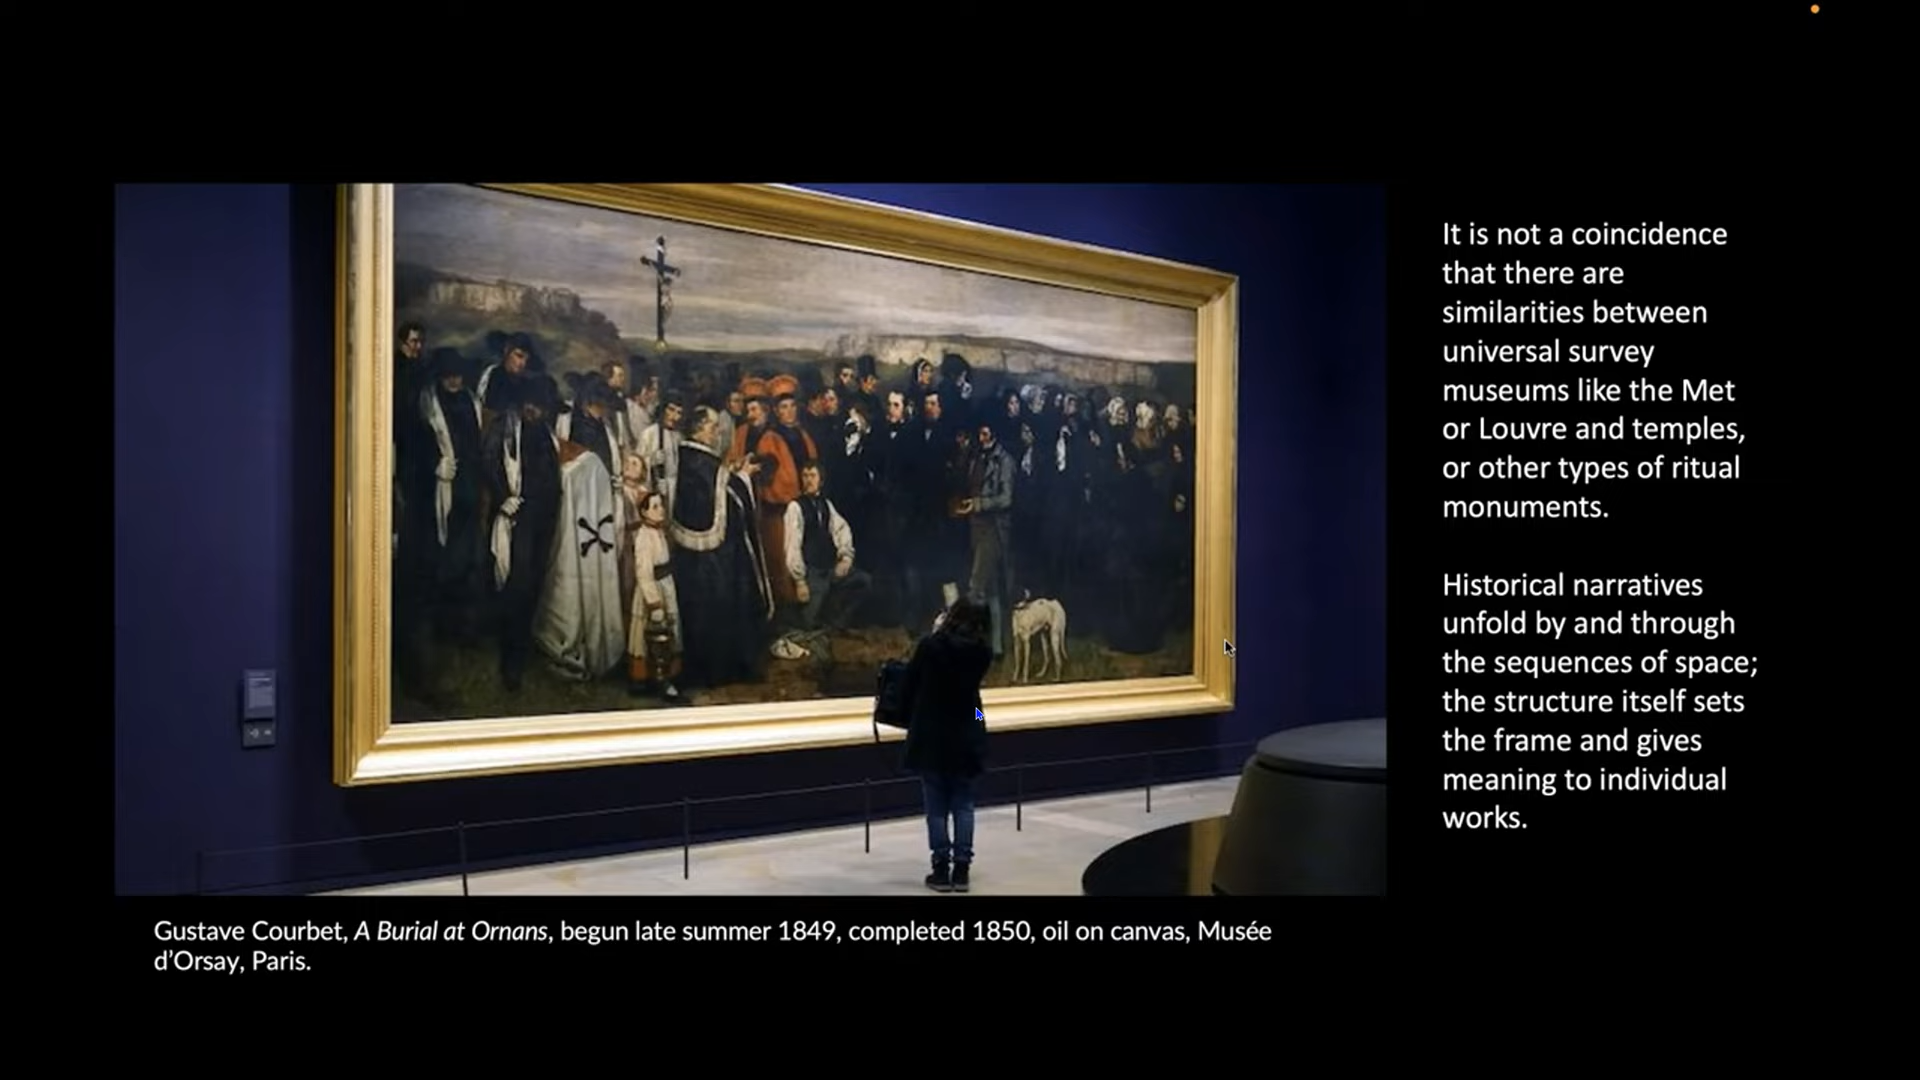 It is not a coincidence
that there are
similarities between
universal survey
museums like the Met
or Louvre and temples,
or other types of ritual
monuments.
Historical narratives
unfold by and through
the sequences of space;
the structure itself sets
the frame and gives
meaning to individual
works.
Gustave Courbet, A Burial at Ornans, begun late summer 1849, completed 1850, oil on canvas, Musée
d’Orsay, Paris.